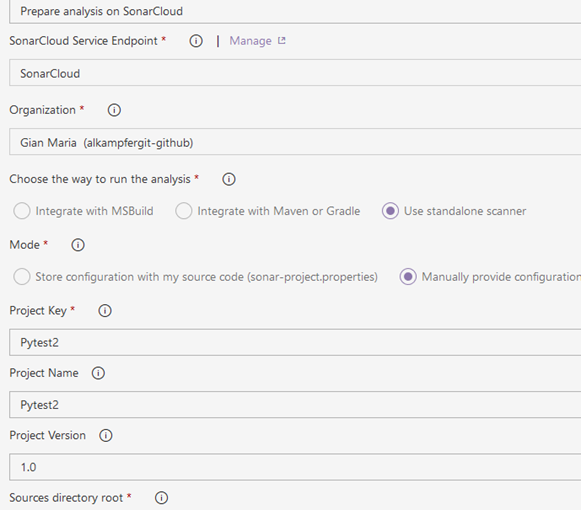 Prepare analysis on SonarCloud
SonarCloud Service Endpoint * | Manage
SonarCloud
Organization *
Gian Maria (alkampfergit-github)
Choose the way to run the analysis *
Integrate with MSBuild Integrate with Maven or Gradle Use standalone scanner
Mode *
Store configuration with my source code (sonar-project.properties) Manually provide configuration
Project Key *
Pytest2
Project Name
Pytest2
Project Version
1.0
Sources directory root *